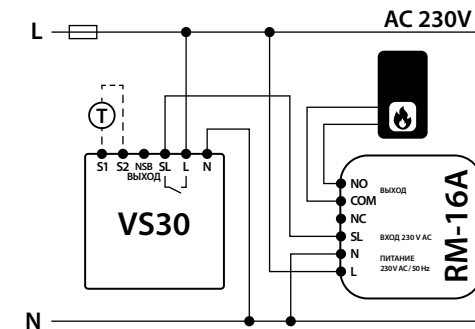 L AC 230V
T
S1 S2 NSB SL L N
ВЫХОД
VS30
NO
COM
NC
SL
N
L
ВЫХОД
ВХОД 230 V AC
ПИТАНИЕ
230V AC / 50 Hz
RM-16A
N